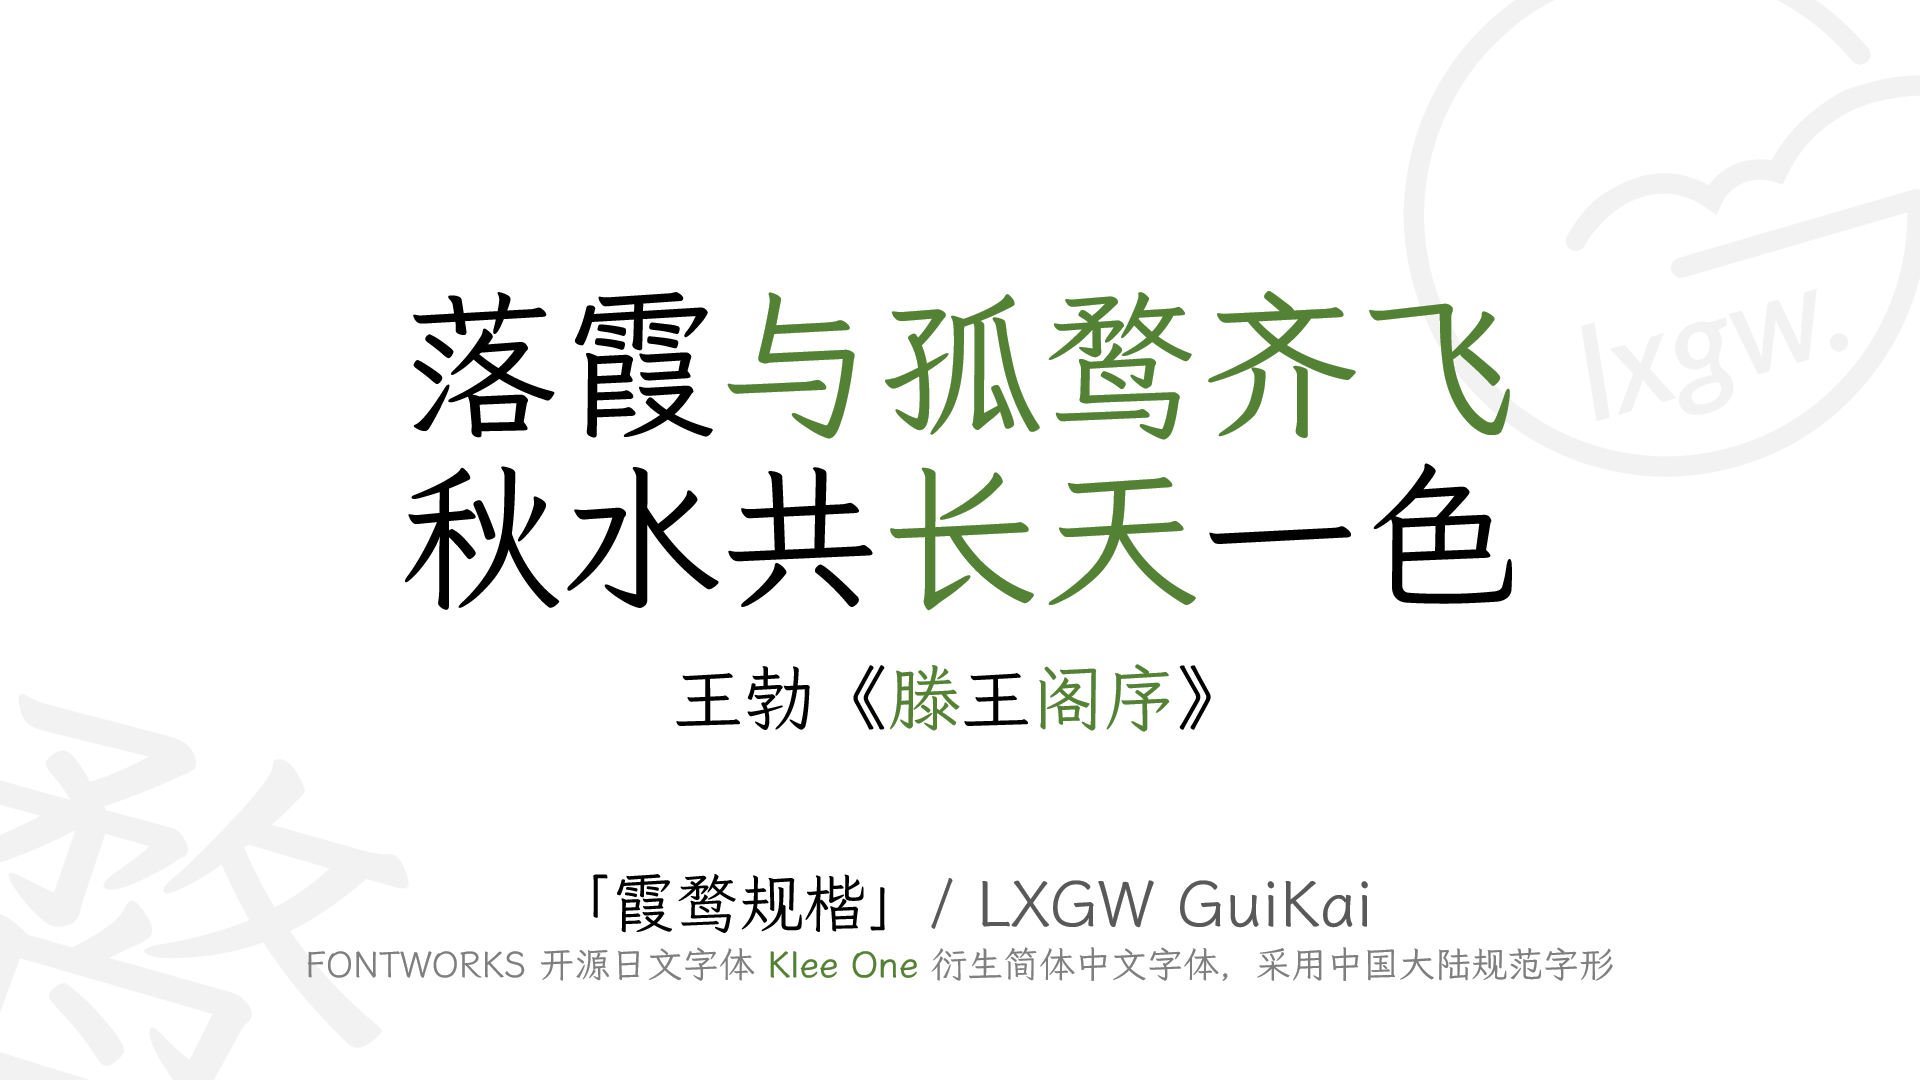 落霞与孤鹜齐飞
秋水共长天一色
王勃《滕王阁序》
「霞鹜规楷」 / LXGW GuiKai
FONTWORKS 开源日文字体 Klee One 衍生简体中文字体，采用中国大陆规范字形
lxgw.
鹜